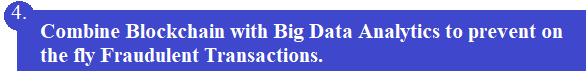 4.
Combine Blockchain with Big Data Analytics to prevent on
the fly Fraudulent Transactions.